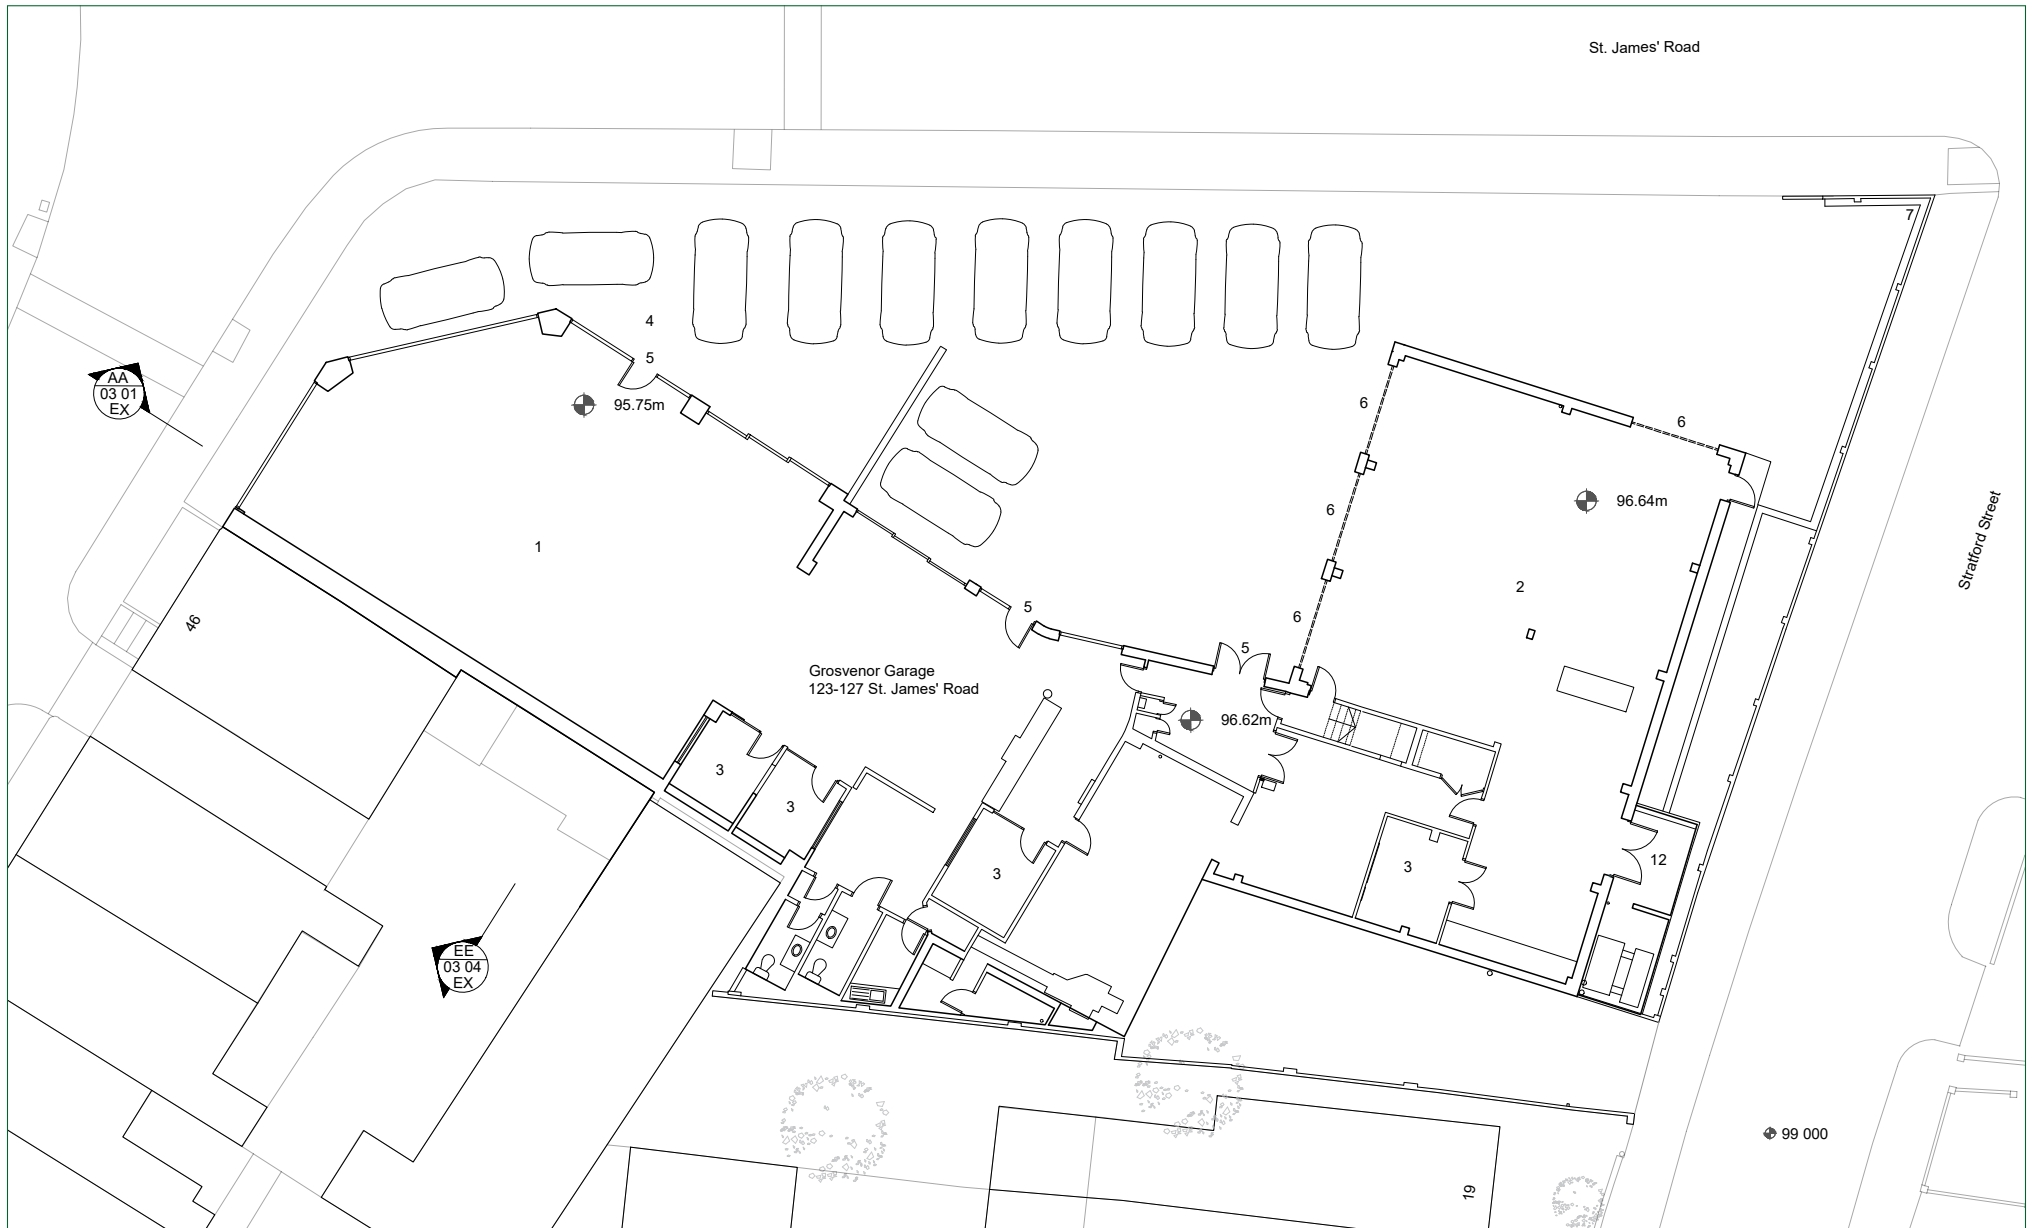 St. James' Road
7
4
5
AA
03 01
EX
95.75m
6
6
96.64m
6
Stratford Street
1
2
46
5
6
5
Grosvenor Garage
123-127 St. James' Road
96.62m
3
3
12
3
3
EE
03 04
EX
99 000
19